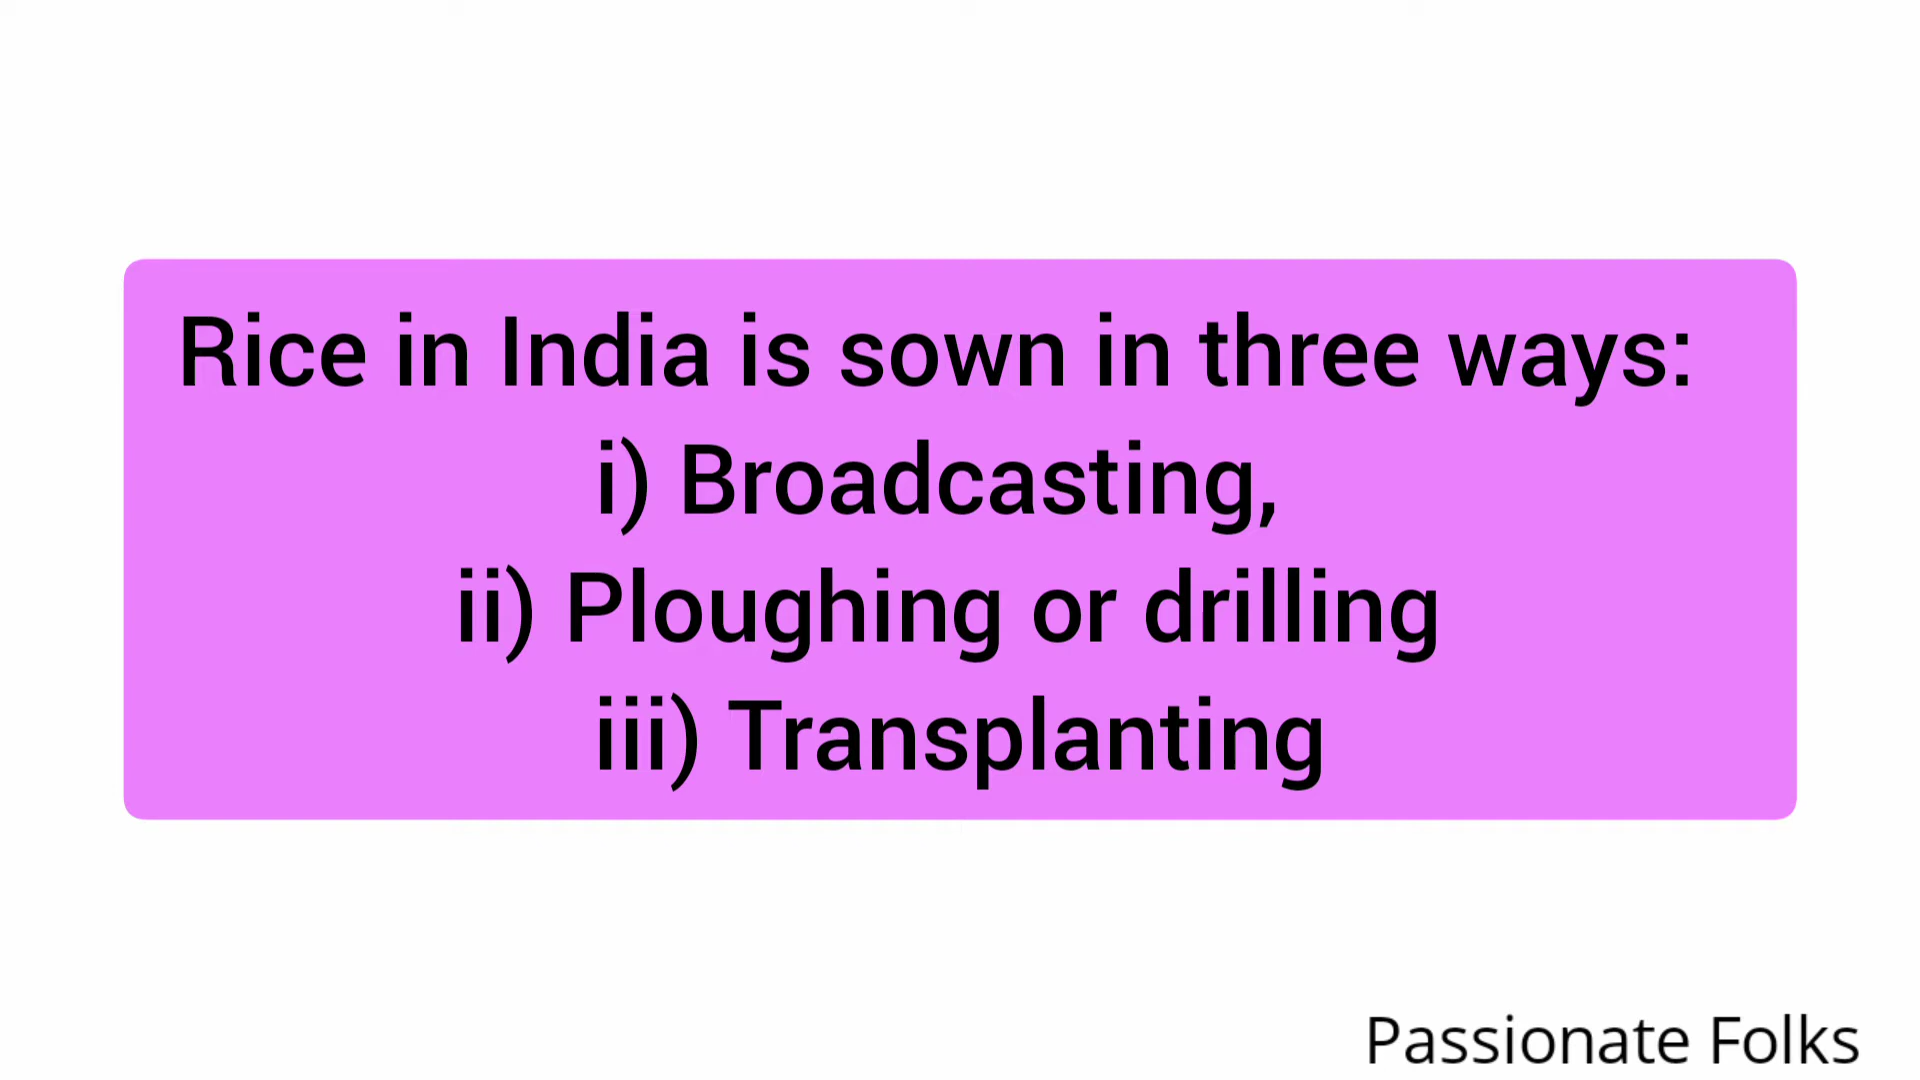 Rice in India is sown in three ways:
i) Broadcasting,
ii) Ploughing or drilling
iii) Transplanting
Passionate Folks